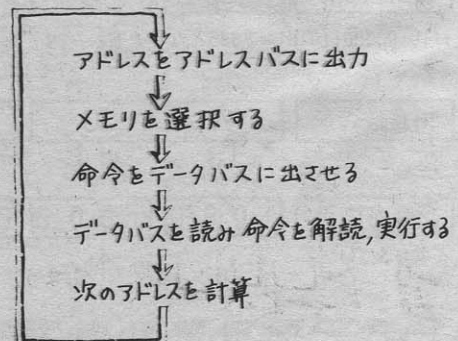 アドレスをアドレスバスに出力
メモリを選択する
命令をデータバスに出させる
データバスを読み 命令を解読,実行する
次のアドレスを計算